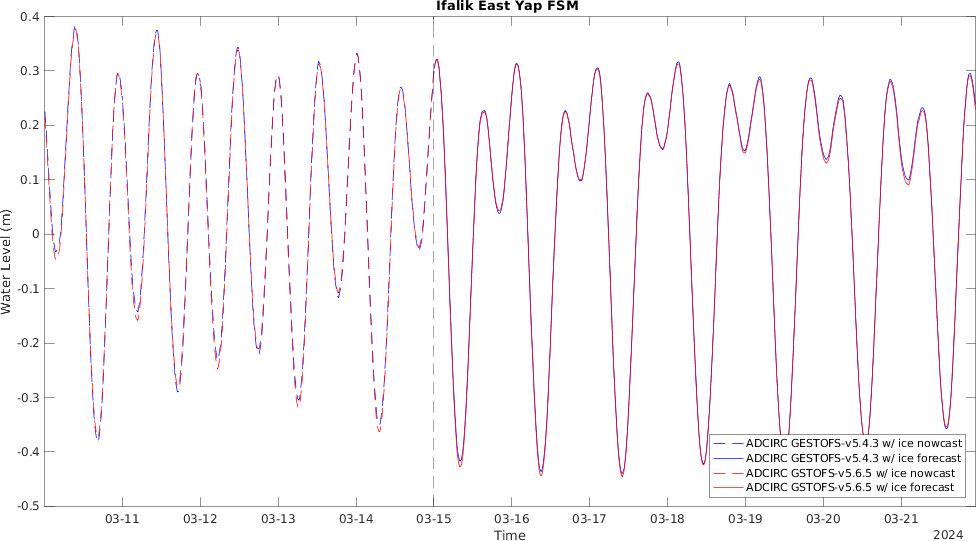 Ifalik East Yap FSM
0.4
0.3
0.2
0.1
0
-0.1
-0.2
-0.3
-0.4
-0.5
Water Level (m)
ADCIRC GESTOFS-v5.4.3 w/ ice nowcast
ADCIRC GESTOFS-v5.4.3 w/ ice forecast
ADCIRC GSTOFS-v5.6.5 w/ ice nowcast
ADCIRC GSTOFS-v5.6.5 w/ ice forecast
03-11 03-12 03-13 03-14 03-15 03-16 03-17 03-18 03-19 03-20 03-21
Time
2024